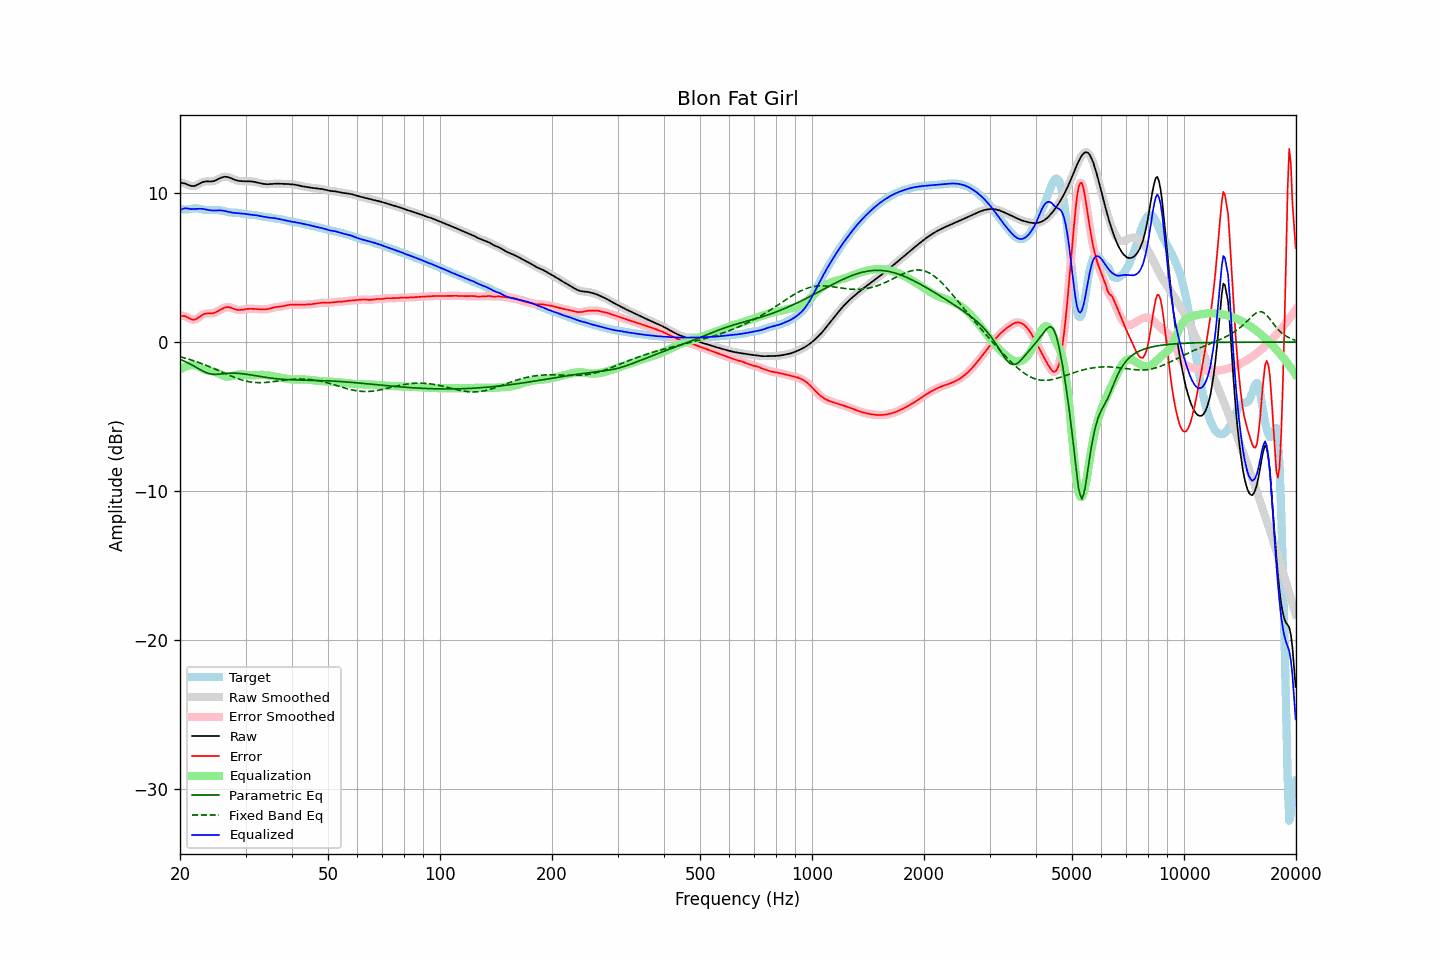 Blon Fat Girl
Amplitude (dBr)
10
0
−10
−20
−30
Target
Raw Smoothed
Error Smoothed
Raw
Error
Equalization
Parametric Eq
Fixed Band Eq
Equalized
20 50 100 200 500 1000 2000 5000 10000 20000
Frequency (Hz)